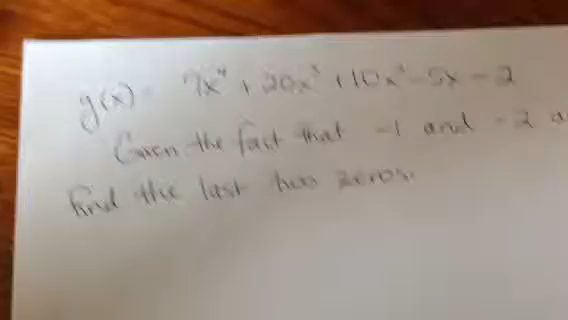 g(x) = 7x⁴ + 20x³ + 10x² - 5x - 2
Given the fact that -1 and -2 a
find the last two zeros.